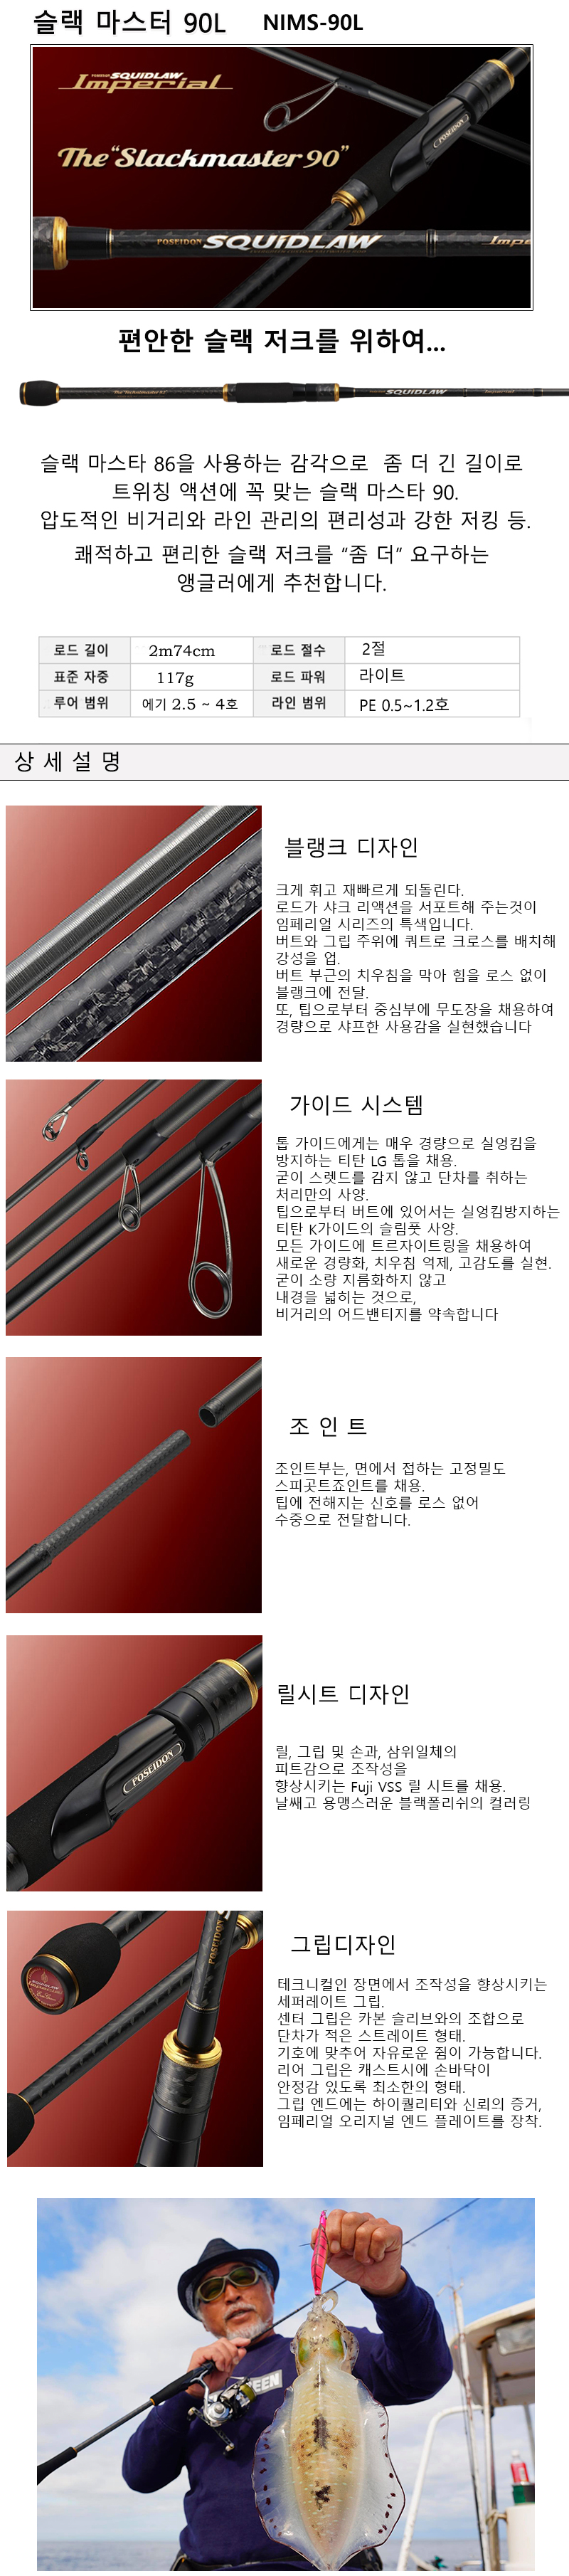 슬랙 마스터 90L NIMS-90L
SQUIDLAW
Imperial
The "Slackmaster 90"
POSEIDON
POSEIDON SQUIDLAW Impe
편안한 슬랙 저크를 위하여...
The "Slackmaster 90" SQUIDLAW Imperial
슬랙 마스타 86을 사용하는 감각으로 좀 더 긴 길이로
트위칭 액션에 꼭 맞는 슬랙 마스타 90.
압도적인 비거리와 라인 관리의 편리성과 강한 저킹 등.
쾌적하고 편리한 슬랙 저크를 “좀 더” 요구하는
앵글러에게 추천합니다.
로드 길이 2m74cm 로드 절수 2절
표준 자중 117g 로드 파워 라이트
루어 범위 에기 2.5 ~ 4호 라인 범위 PE 0.5~1.2호
상 세 설 명
블랭크 디자인
크게 휘고 재빠르게 되돌린다.
로드가 샤크 리액션을 서포트해 주는것이
임페리얼 시리즈의 특색입니다.
버트와 그립 주위에 쿼트로 크로스를 배치해
강성을 업.
버트 부근의 치우침을 막아 힘을 로스 없이
블랭크에 전달.
또, 팁으로부터 중심부에 무도장을 채용하여
경량으로 샤프한 사용감을 실현했습니다
가이드 시스템
톱 가이드에게는 매우 경량으로 실엉킴을
방지하는 티탄 LG 톱을 채용.
굳이 스렛드를 감지 않고 단차를 취하는
처리만의 사양.
팁으로부터 버트에 있어서는 실엉킴방지하는
티탄 K가이드의 슬림풋 사양.
모든 가이드에 트르자이트링을 채용하여
새로운 경량화, 치우침 억제, 고감도를 실현.
굳이 소량 지름화하지 않고
내경을 넓히는 것으로,
비거리의 어드밴티지를 약속합니다
조 인 트
조인트부는, 면에서 접하는 고정밀도
스피곳트죠인트를 채용.
팁에 전해지는 신호를 로스 없어
수중으로 전달합니다.
릴시트 디자인
POSEIDON
릴, 그립 및 손과, 삼위일체의
피트감으로 조작성을
향상시키는 Fuji VSS 릴 시트를 채용.
날쌔고 용맹스러운 블랙폴리쉬의 컬러링
POSEIDON
그립디자인
테크니컬인 장면에서 조작성을 향상시키는
세퍼레이트 그립.
센터 그립은 카본 슬리브와의 조합으로
단차가 적은 스트레이트 형태.
기호에 맞추어 자유로운 쥠이 가능합니다.
리어 그립은 캐스트시에 손바닥이
안정감 있도록 최소한의 형태.
그립 엔드에는 하이퀄리티와 신뢰의 증거,
임페리얼 오리지널 엔드 플레이트를 장착.
EEN